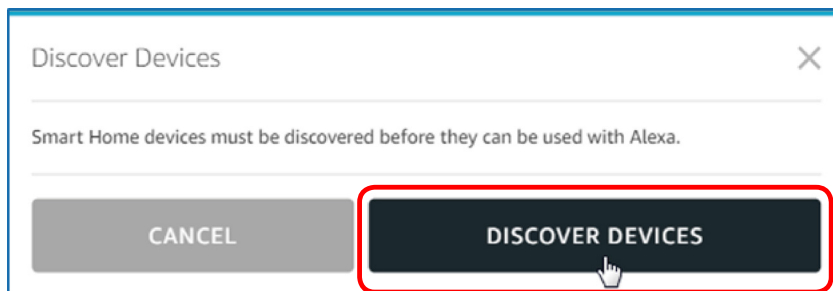 Discover Devices
Smart Home devices must be discovered before they can be used with Alexa.
CANCEL
DISCOVER DEVICES